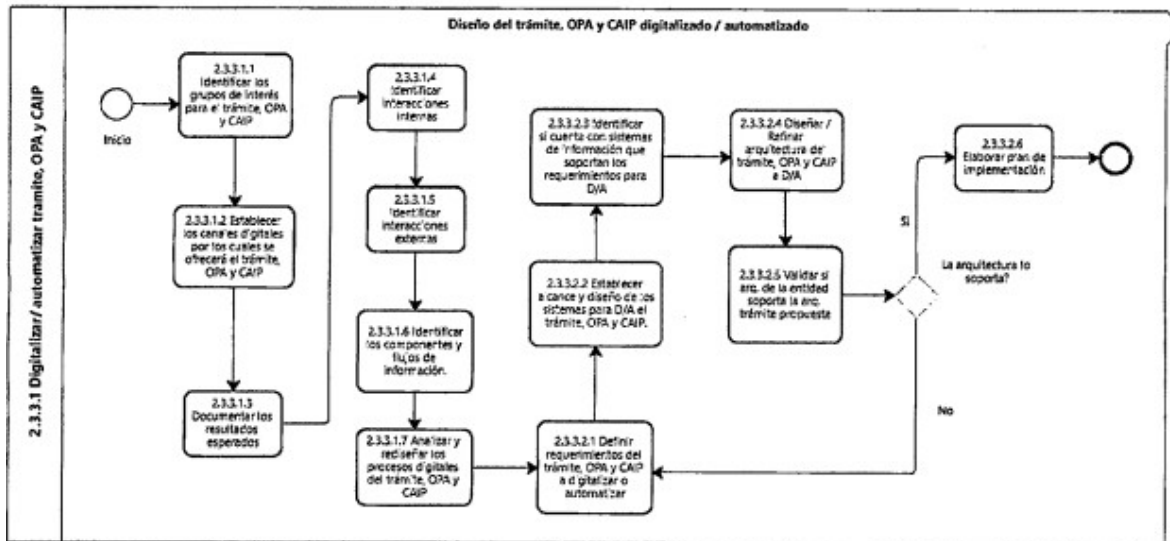 Diseño del trámite, OPA y CAIP digitalizado / automatizado
2.3.3.1 Digitalizar/ automatizar tramite, OPA y CAIP
Inicio
2.3.3.1.1
Identificar los
grupos de interés
para el trámite, OPA
y CAIP
2.3.3.1.2 Establecer
los canales digitales
por los cuales se
ofrecerá el trámite,
OPA y CAIP
2.3.3.1.3
Documentar los
resultados
esperados
2.3.3.1.4
Identificar
interacciones
internas
2.3.3.1.5
Identificar
interacciones
externas
2.3.3.1.6 Identificar
los componentes y
flujos de
información.
2.3.3.1.7 Analizar y
rediseñar los
procesos digitales
del trámite, OPA y
CAIP
2.3.3.2.1 Definir
requerimientos del
trámite, OPA y CAIP
a digitalizar o
automatizar
2.3.3.2.2 Establecer
alcance y diseño de los
sistemas para D/A el
trámite, OPA y CAIP.
2.3.3.2.3 Identificar
si cuenta con sistemas
de información que
soportan los
requerimientos para
D/A
2.3.3.2.4 Diseñar /
Refinar
arquitectura de
trámite, OPA y CAIP
a D/A
2.3.3.2.5 Validar si
arq. de la entidad
soporta la arq.
trámite propuesta
La arquitectura lo
soporta?
Si
No
2.3.3.2.6
Elaborar plan de
implementación